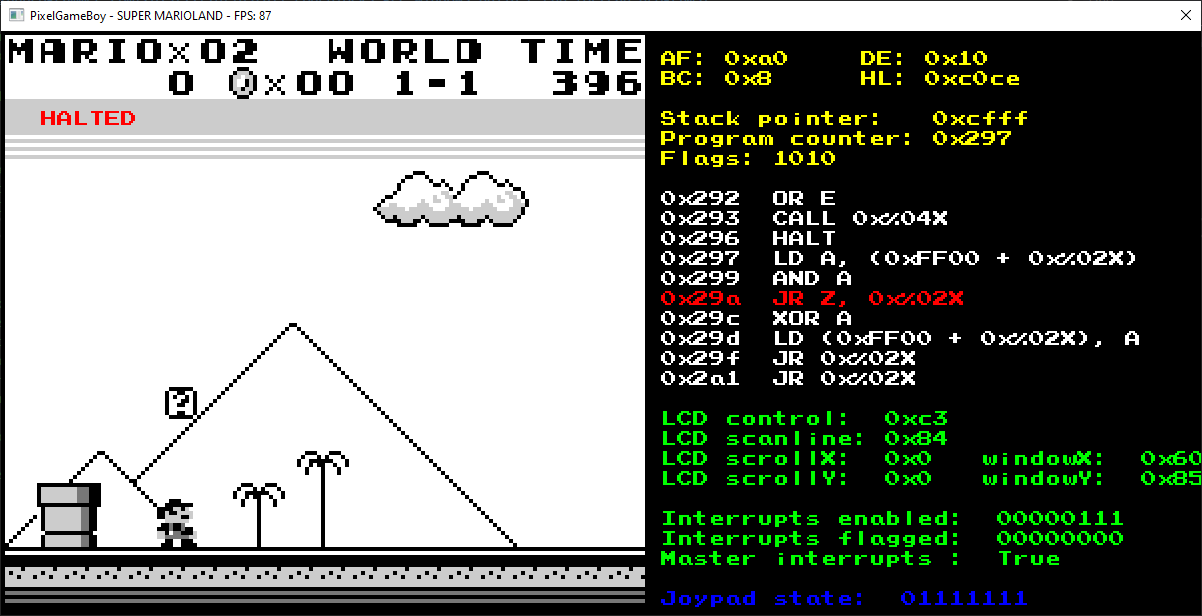 PixelGameBoy - SUPER MARIOLAND - FPS: 87
MARIO×02 WORLD TIME
0 ×00 1-1 396
HALTED
?
AF: 0xa0 DE: 0x10
BC: 0x8 HL: 0xc0ce
Stack pointer: 0xcfff
Program counter: 0x297
Flags: 1010
0x292 OR E
0x293 CALL 0x%04X
0x296 HALT
0x297 LD A, (0xFF00 + 0x%02X)
0x299 AND A
0x29a JR Z, 0x%02X
0x29c XOR A
0x29d LD (0xFF00 + 0x%02X), A
0x29f JR 0x%02X
0x2a1 JR 0x%02X
LCD control: 0xc3
LCD scanline: 0x84
LCD scrollX: 0x0 windowX: 0x60
LCD scrollY: 0x0 windowY: 0x85
Interrupts enabled: 00000111
Interrupts flagged: 00000000
Master interrupts : True
Joypad state: 01111111